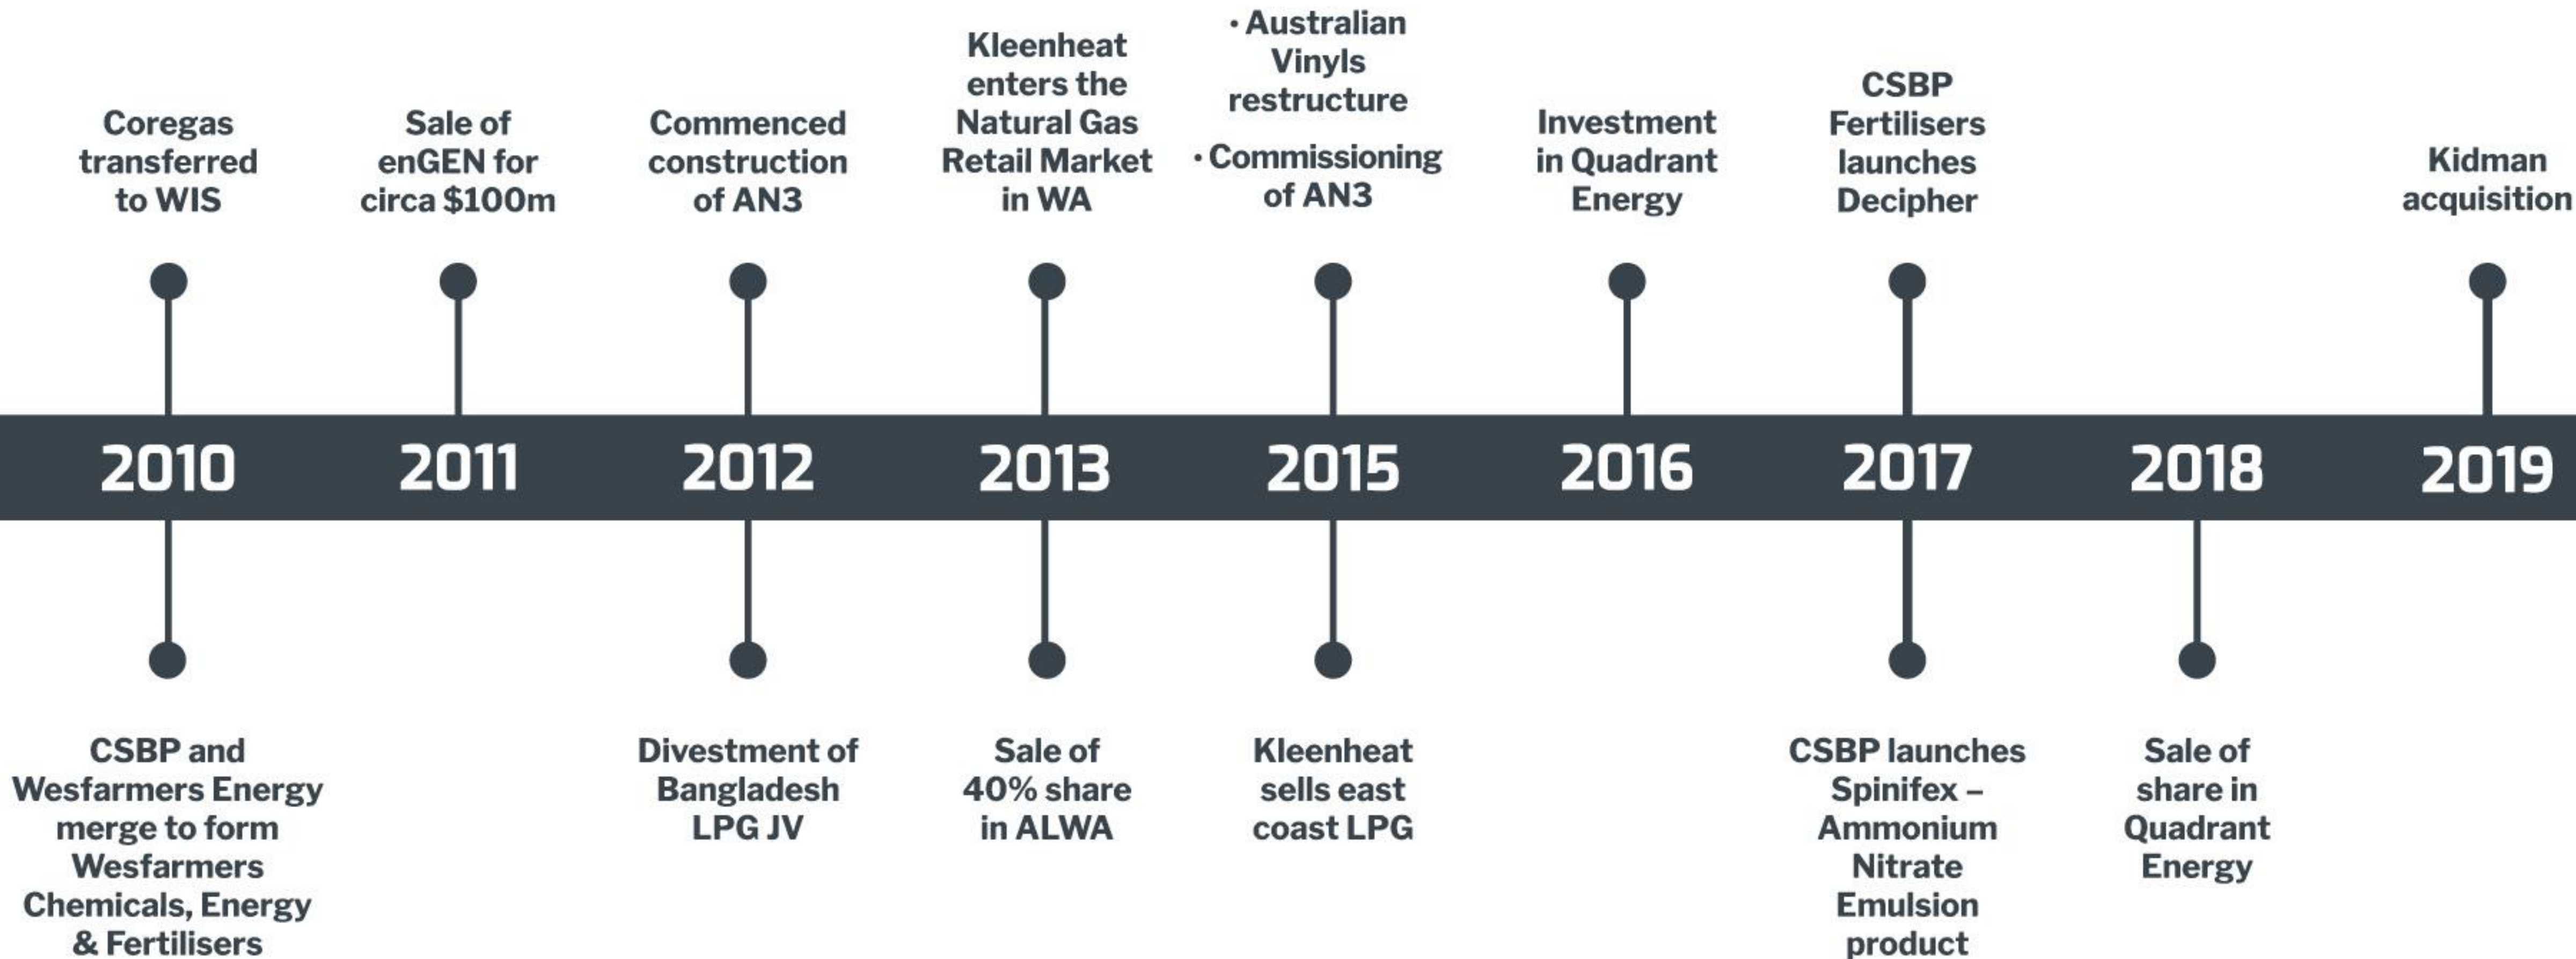 Coregas
transferred
to WIS
Sale of
enGEN for
circa $100m
Commenced
construction
of AN3
Kleenheat
enters the
Natural Gas
Retail Market
in WA
• Australian
Vinyls
restructure
• Commissioning
of AN3
Investment
in Quadrant
Energy
CSBP
Fertilisers
launches
Decipher
Kidman
acquisition
2010
2011
2012
2013
2015
2016
2017
2018
2019
CSBP and
Wesfarmers Energy
merge to form
Wesfarmers
Chemicals, Energy
& Fertilisers
Divestment of
Bangladesh
LPG JV
Sale of
40% share
in ALWA
Kleenheat
sells east
coast LPG
CSBP launches
Spinifex –
Ammonium
Nitrate
Emulsion
product
Sale of
share in
Quadrant
Energy